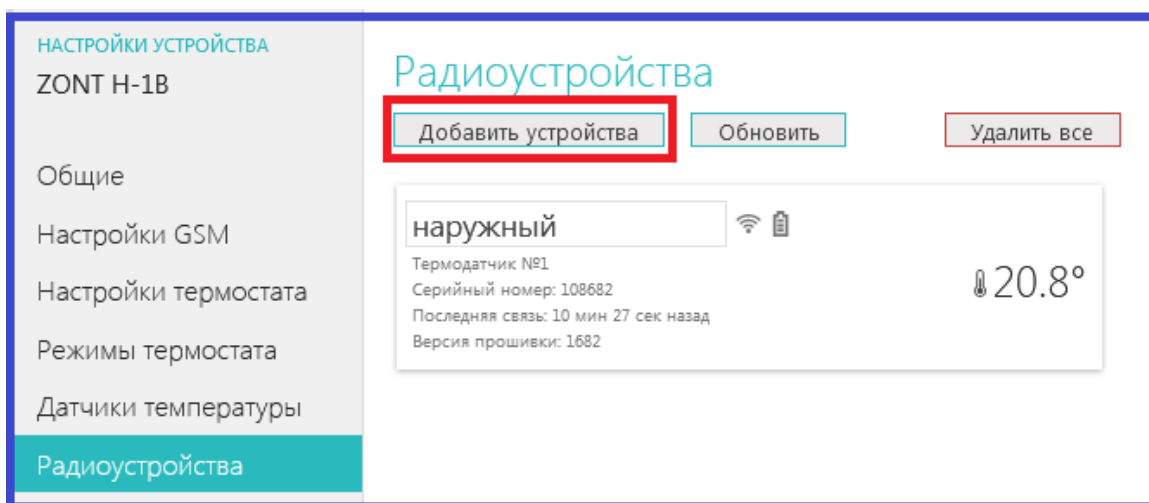 НАСТРОЙКИ УСТРОЙСТВА
ZONT H-1B
Общие
Настройки GSM
Настройки термостата
Режимы термостата
Датчики температуры
Радиоустройства
Радиоустройства
Добавить устройства Обновить Удалить все
наружный
Термодатчик №1
Серийный номер: 108682
Последняя связь: 10 мин 27 сек назад
Версия прошивки: 1682
20.8°